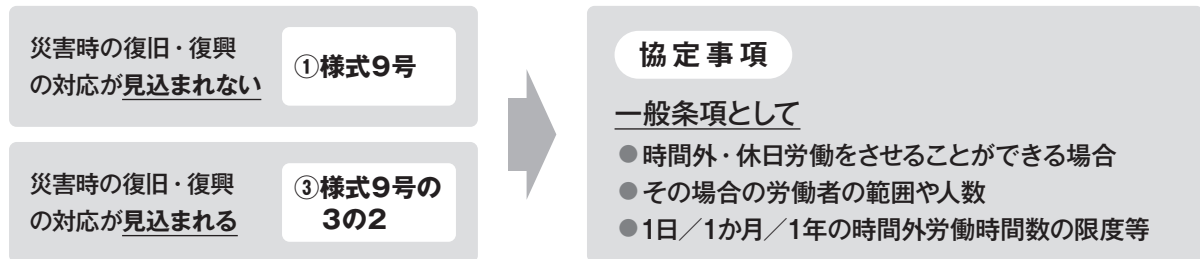 災害時の復旧・復興
の対応が見込まれない
①様式9号
災害時の復旧・復興
の対応が見込まれる
③様式9号の
3の2
協定事項
一般条項として
●時間外・休日労働をさせることができる場合
●その場合の労働者の範囲や人数
●1日／1か月／1年の時間外労働時間数の限度等